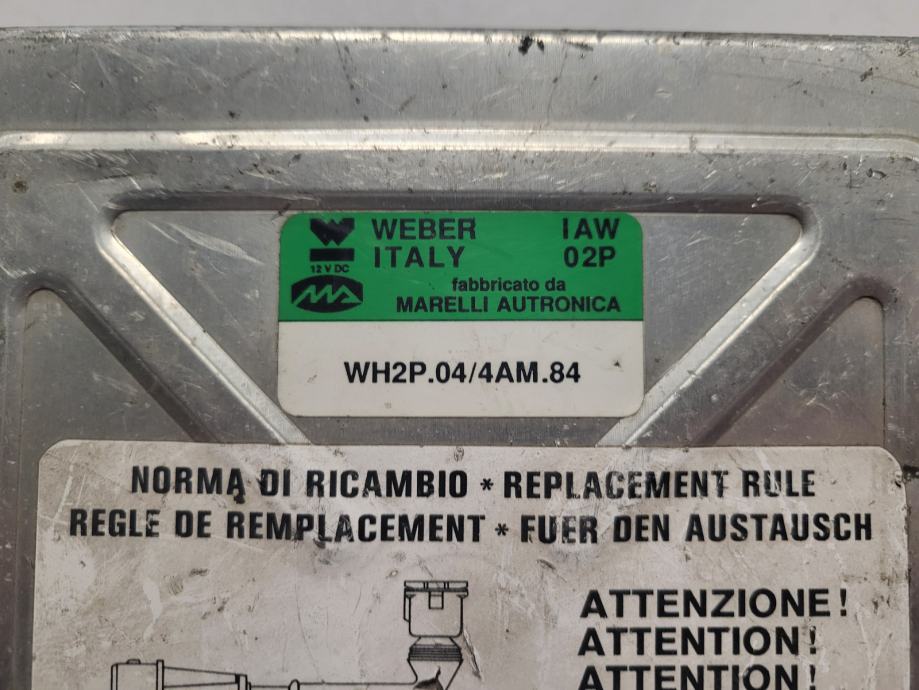 WEBER IAW
ITALY 02P
12 V DC
fabbricato da
MARELLI AUTRONICA
WH2P.04/4AM.84
NORMA DI RICAMBIO * REPLACEMENT RULE
REGLE DE REMPLACEMENT * FUER DEN AUSTAUSCH
ATTENZIONE!
ATTENTION!
ATTENTION!